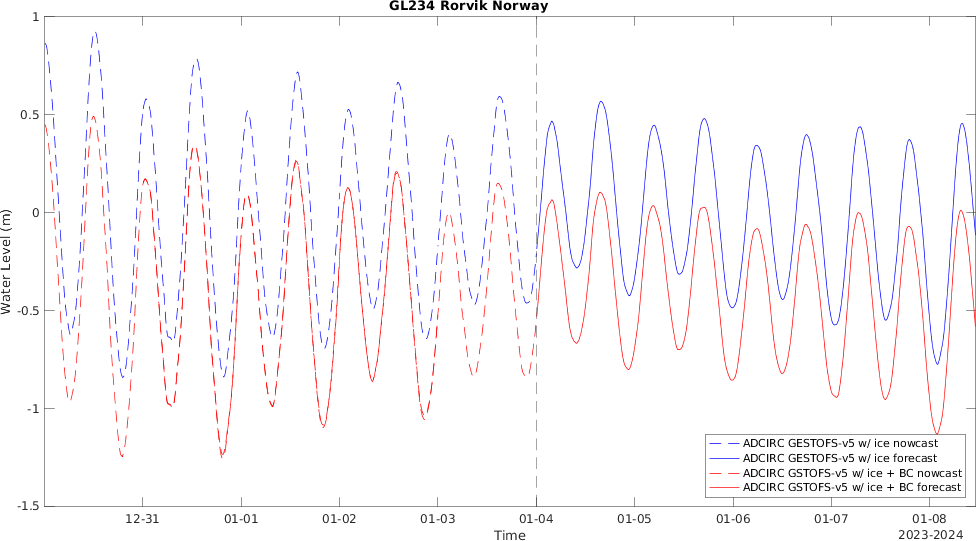 GL234 Rorvik Norway
1
0.5
0
-0.5
-1
-1.5
Water Level (m)
ADCIRC GESTOFS-v5 w/ ice nowcast
ADCIRC GESTOFS-v5 w/ ice forecast
ADCIRC GSTOFS-v5 w/ ice + BC nowcast
ADCIRC GSTOFS-v5 w/ ice + BC forecast
12-31 01-01 01-02 01-03 01-04 01-05 01-06 01-07 01-08
Time
2023-2024